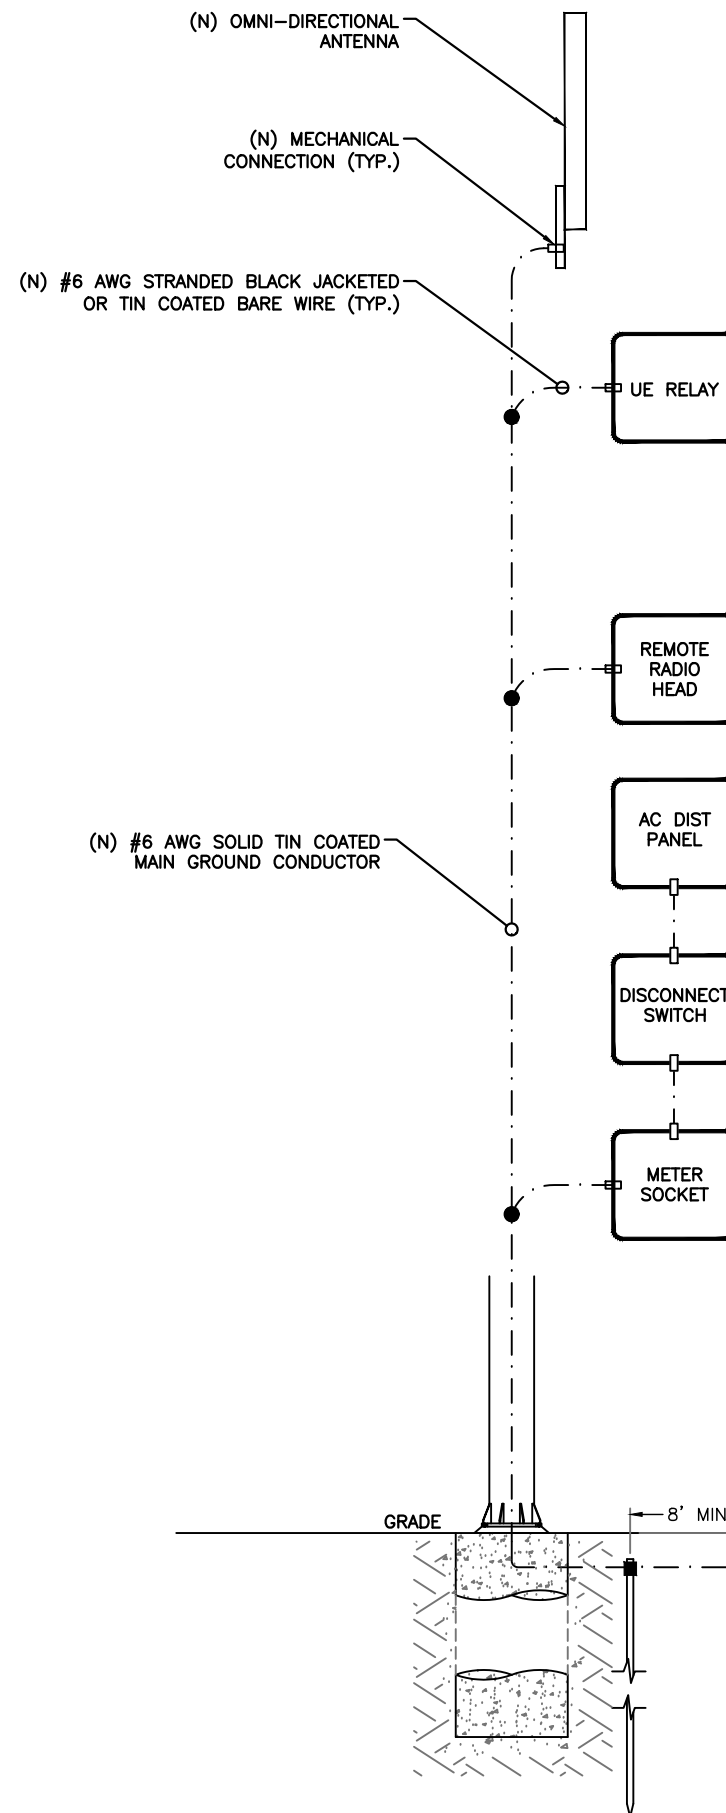 (N) OMNI-DIRECTIONAL
ANTENNA
(N) MECHANICAL
CONNECTION (TYP.)
(N) #6 AWG STRANDED BLACK JACKETED
OR TIN COATED BARE WIRE (TYP.)
UE RELAY
REMOTE
RADIO
HEAD
AC DIST
PANEL
(N) #6 AWG SOLID TIN COATED
MAIN GROUND CONDUCTOR
DISCONNECT
SWITCH
METER
SOCKET
GRADE
8' MIN